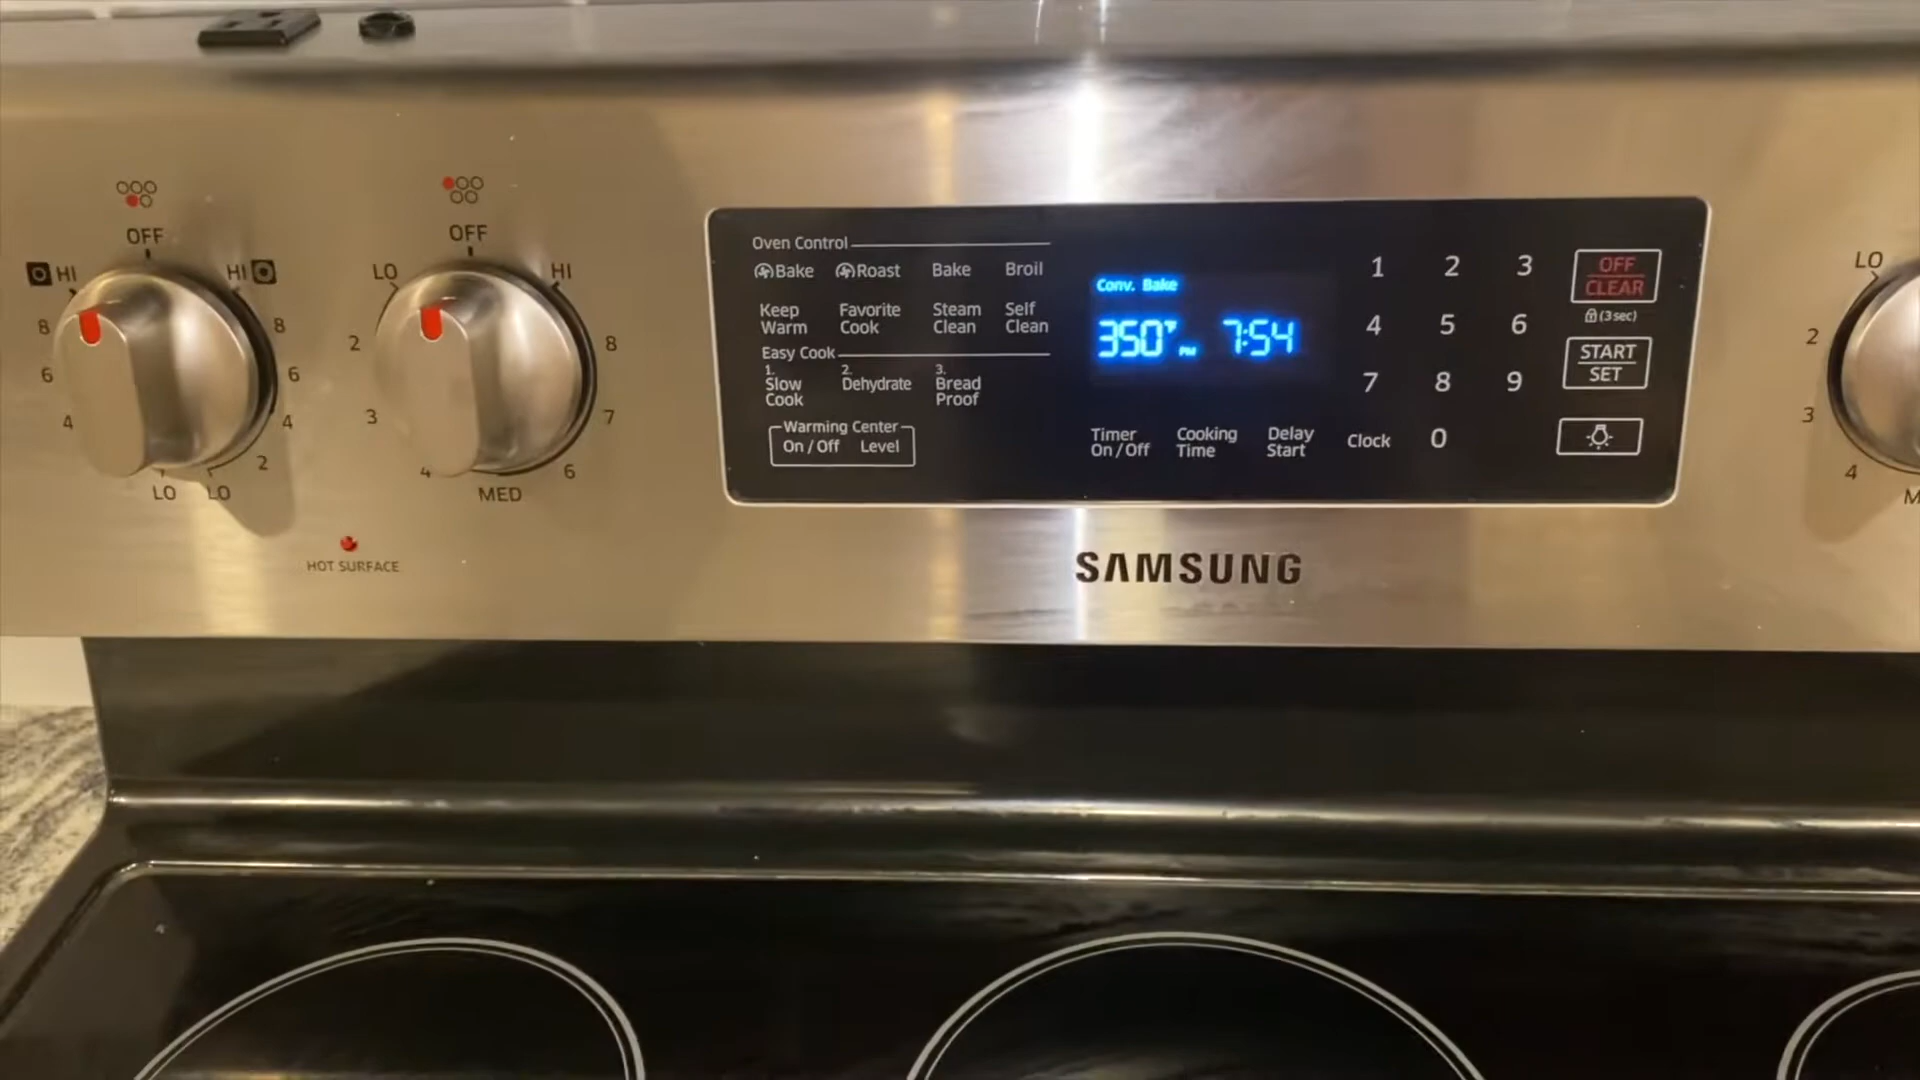 OFF
HI
HI
8
6
4
8
6
4
2
LO
LO
OFF
LO
HI
2
3
4
MED
6
7
8
HOT SURFACE
Oven Control
Bake
Roast
Bake
Broil
Keep
Warm
Favorite
Cook
Steam
Clean
Self
Clean
Easy Cook
1.
Slow
Cook
2.
Dehydrate
3.
Bread
Proof
Warming Center
On / Off
Level
Conv. Bake
350°F PM 7:54
Timer
On / Off
Cooking
Time
Delay
Start
Clock
1 2 3
4 5 6
7 8 9
0
OFF
CLEAR
(3 sec)
START
SET
SAMSUNG
LO
2
3
4